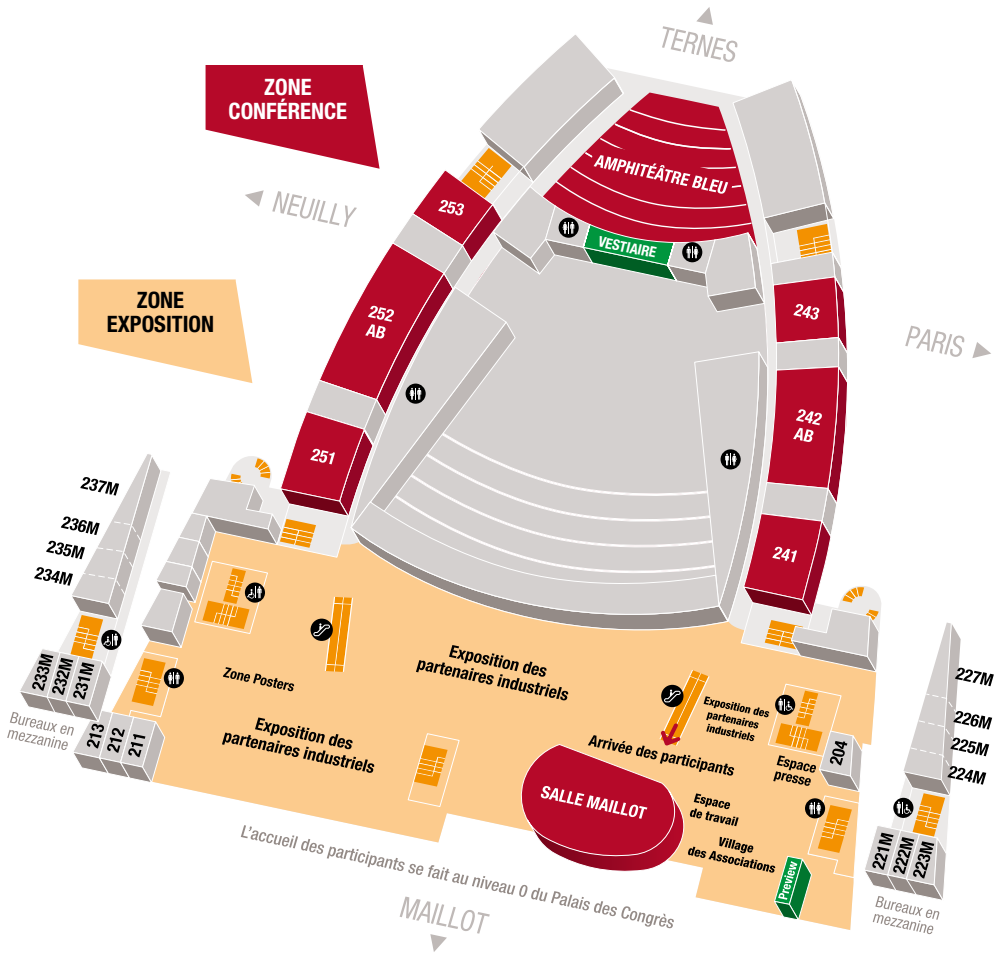 TERNES
ZONE
CONFÉRENCE
AMPHITÉÂTRE BLEU
NEUILLY
253
VESTIAIRE
ZONE
EXPOSITION
252
AB
243
PARIS
242
AB
251
237M
236M
235M
234M
241
233M
232M
231M
Bureaux en
mezzanine
213
212
211
Zone Posters
Exposition des
partenaires industriels
Exposition des
partenaires industriels
Exposition des
partenaires
industriels
Arrivée des participants
Espace
presse
204
227M
226M
225M
224M
SALLE MAILLOT
Espace
de travail
Village
des Associations
Preview
221M
222M
223M
Bureaux en
mezzanine
L'accueil des participants se fait au niveau 0 du Palais des Congrès
MAILLOT